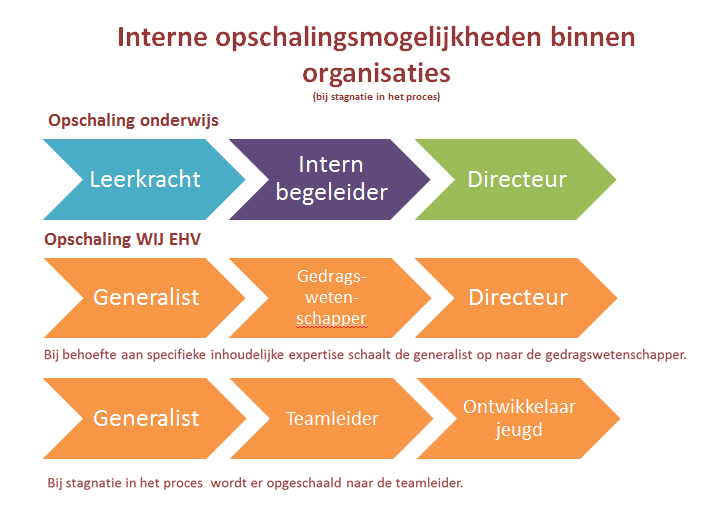 Interne opschalingsmogelijkheden binnen
organisaties
(bij stagnatie in het proces)
Opschaling onderwijs
Leerkracht
Intern
begeleider
Directeur
Opschaling WIJ EHV
Generalist
Gedrags-
weten-
schapper
Directeur
Bij behoefte aan specifieke inhoudelijke expertise schaalt de generalist op naar de gedragswetenschapper.
Generalist
Teamleider
Ontwikkelaar
jeugd
Bij stagnatie in het proces wordt er opgeschaald naar de teamleider.